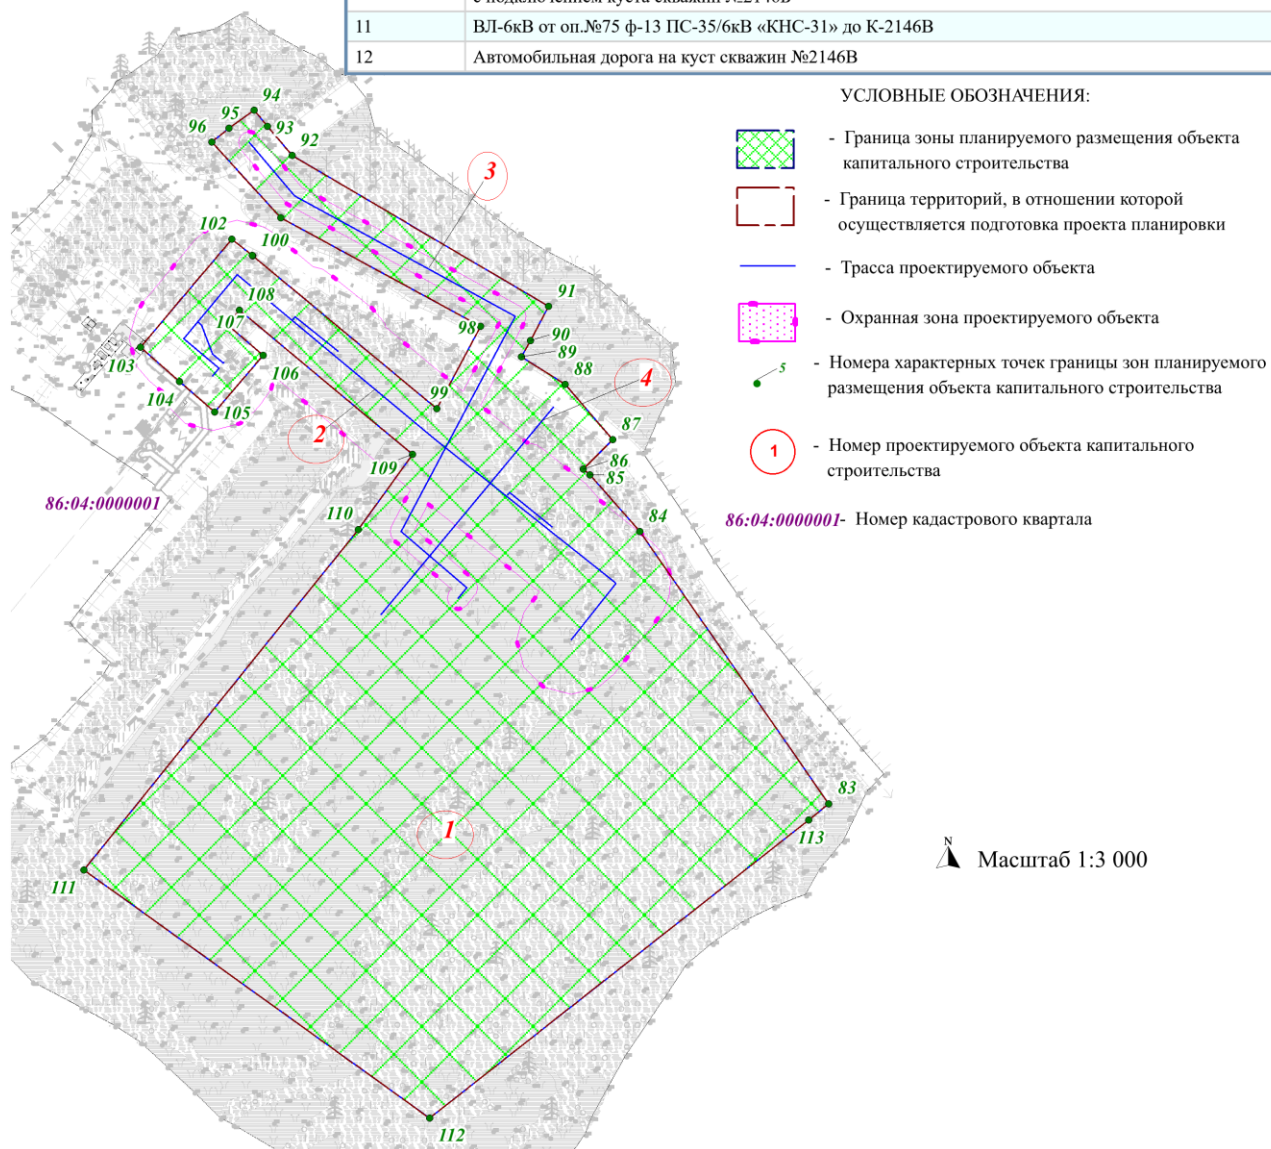 с подключением куста скважин №2146В
11 ВЛ-6кВ от оп.№75 ф-13 ПС-35/6кВ «КНС-31» до К-2146В
12 Автомобильная дорога на куст скважин №2146В
УСЛОВНЫЕ ОБОЗНАЧЕНИЯ:
- Граница зоны планируемого размещения объекта
капитального строительства
- Граница территорий, в отношении которой
осуществляется подготовка проекта планировки
- Трасса проектируемого объекта
- Охранная зона проектируемого объекта
5 - Номера характерных точек границы зон планируемого
размещения объекта капитального строительства
1 - Номер проектируемого объекта капитального
строительства
86:04:0000001- Номер кадастрового квартала
N
Масштаб 1:3 000
94
95
93
96
92
3
102
100
91
108
107
98
90
89
103
106
88
4
104
99
105
87
2
109
86
85
86:04:0000001
110
84
83
113
1
111
112